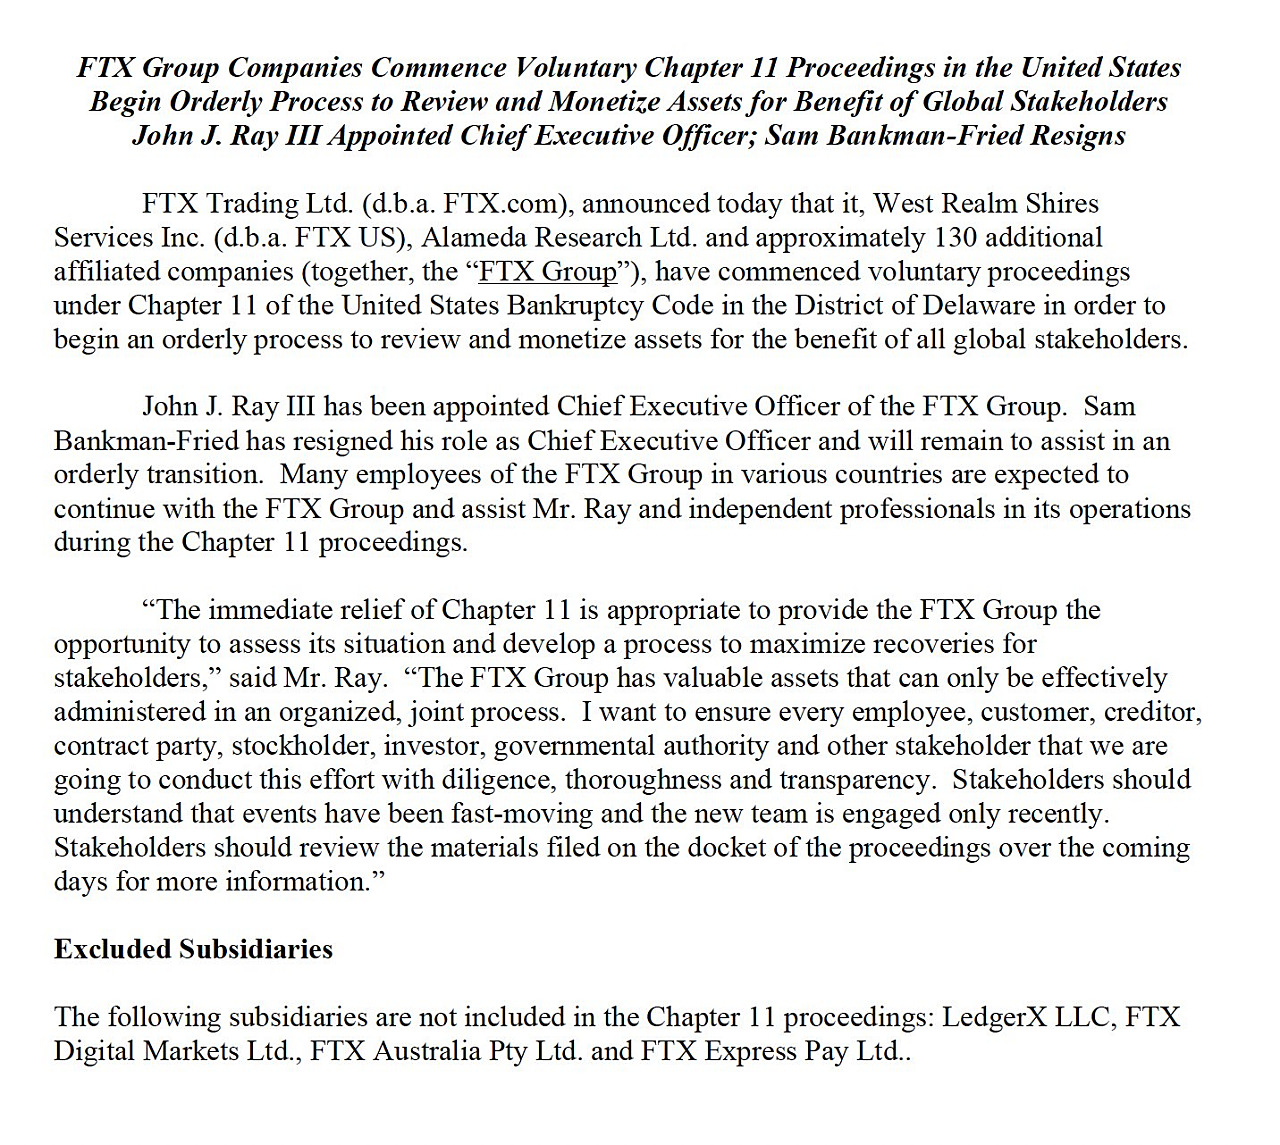 FTX Group Companies Commence Voluntary Chapter 11 Proceedings in the United States
Begin Orderly Process to Review and Monetize Assets for Benefit of Global Stakeholders
John J. Ray III Appointed Chief Executive Officer; Sam Bankman-Fried Resigns
FTX Trading Ltd. (d.b.a. FTX.com), announced today that it, West Realm Shires
Services Inc. (d.b.a. FTX US), Alameda Research Ltd. and approximately 130 additional
affiliated companies (together, the “FTX Group”), have commenced voluntary proceedings
under Chapter 11 of the United States Bankruptcy Code in the District of Delaware in order to
begin an orderly process to review and monetize assets for the benefit of all global stakeholders.
John J. Ray III has been appointed Chief Executive Officer of the FTX Group.  Sam
Bankman-Fried has resigned his role as Chief Executive Officer and will remain to assist in an
orderly transition.  Many employees of the FTX Group in various countries are expected to
continue with the FTX Group and assist Mr. Ray and independent professionals in its operations
during the Chapter 11 proceedings.
“The immediate relief of Chapter 11 is appropriate to provide the FTX Group the
opportunity to assess its situation and develop a process to maximize recoveries for
stakeholders,” said Mr. Ray.  “The FTX Group has valuable assets that can only be effectively
administered in an organized, joint process.  I want to ensure every employee, customer, creditor,
contract party, stockholder, investor, governmental authority and other stakeholder that we are
going to conduct this effort with diligence, thoroughness and transparency.  Stakeholders should
understand that events have been fast-moving and the new team is engaged only recently.
Stakeholders should review the materials filed on the docket of the proceedings over the coming
days for more information.”
Excluded Subsidiaries
The following subsidiaries are not included in the Chapter 11 proceedings: LedgerX LLC, FTX
Digital Markets Ltd., FTX Australia Pty Ltd. and FTX Express Pay Ltd..